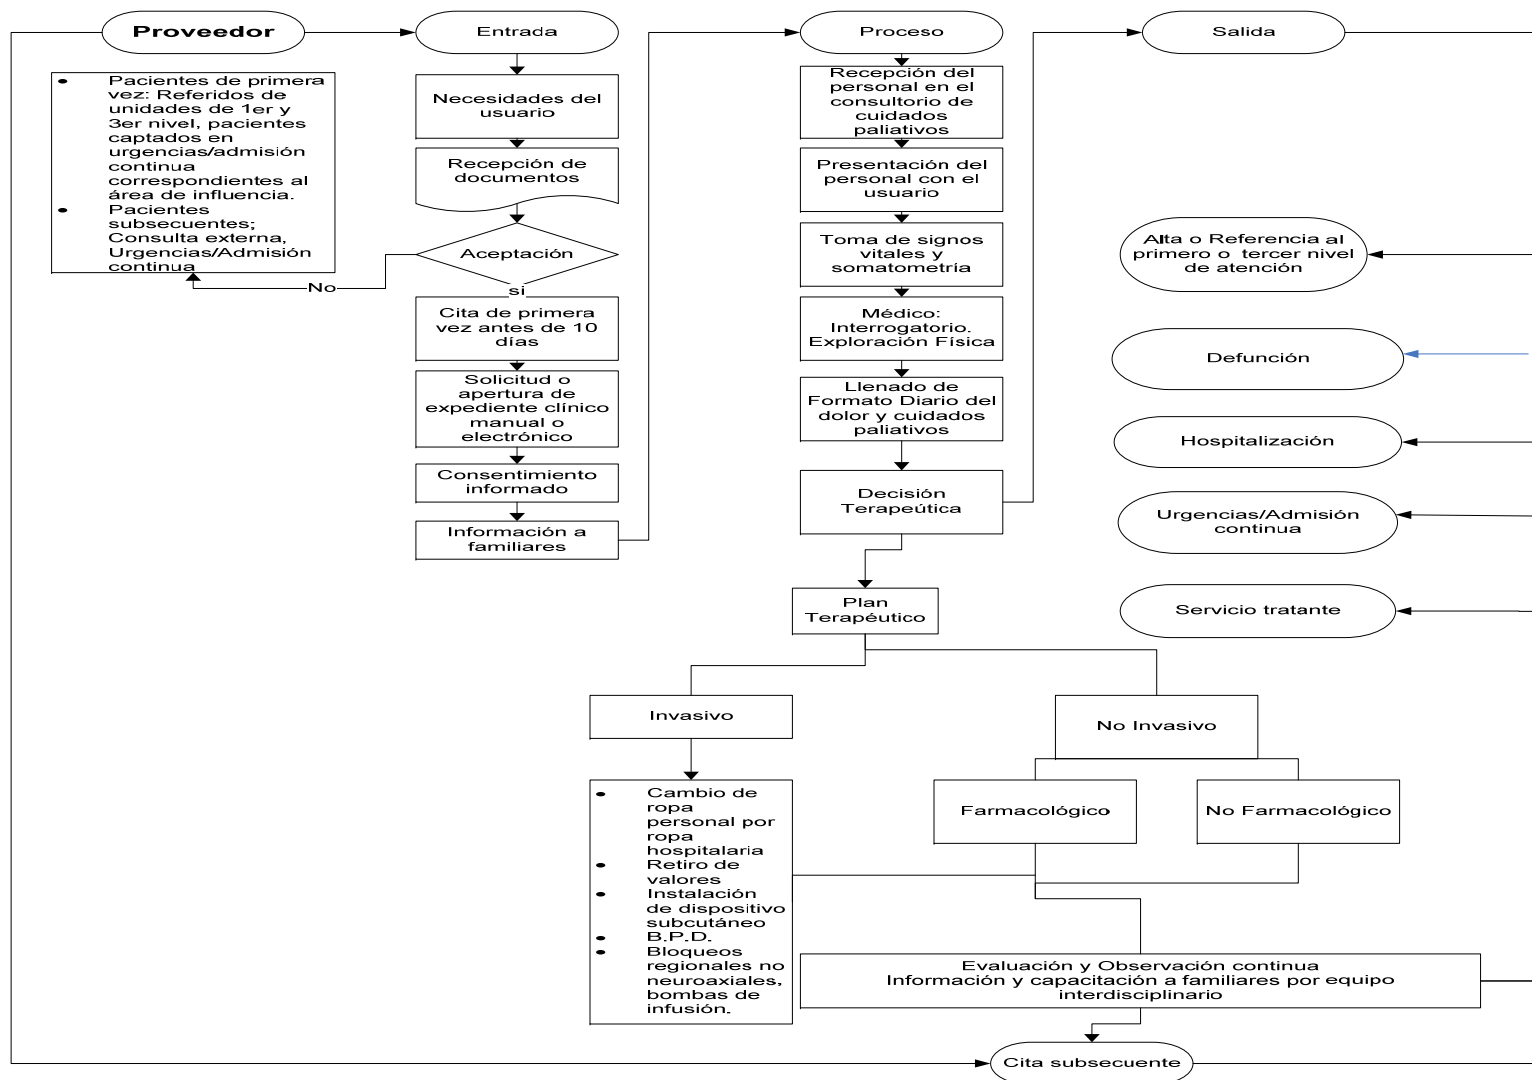 Proveedor
Entrada
Proceso
Salida
Pacientes de primera
vez: Referidos de
unidades de 1er y
3er nivel, pacientes
captados en
urgencias/admisión
continua
correspondientes al
área de influencia.
Pacientes
subsecuentes;
Consulta externa,
Urgencias/Admisión
continua
No
Necesidades del
usuario
Recepción de
documentos
Aceptación
si
Cita de primera
vez antes de 10
días
Solicitud o
apertura de
expediente clínico
manual o
electrónico
Consentimiento
informado
Información a
familiares
Recepción del
personal en el
consultorio de
cuidados
paliativos
Presentación del
personal con el
usuario
Toma de signos
vitales y
somatometría
Médico:
Interrogatorio.
Exploración Física
Llenado de
Formato Diario del
dolor y cuidados
paliativos
Decisión
Terapeútica
Plan
Terapéutico
Invasivo
No Invasivo
Cambio de
ropa
personal por
ropa
hospitalaria
Retiro de
valores
Instalación
de dispositivo
subcutáneo
B.P.D.
Bloqueos
regionales no
neuroaxiales,
bombas de
infusión.
Farmacológico
No Farmacológico
Evaluación y Observación continua
Información y capacitación a familiares por equipo
interdisciplinario
Cita subsecuente
Alta o Referencia al
primero o tercer nivel
de atención
Defunción
Hospitalización
Urgencias/Admisión
continua
Servicio tratante